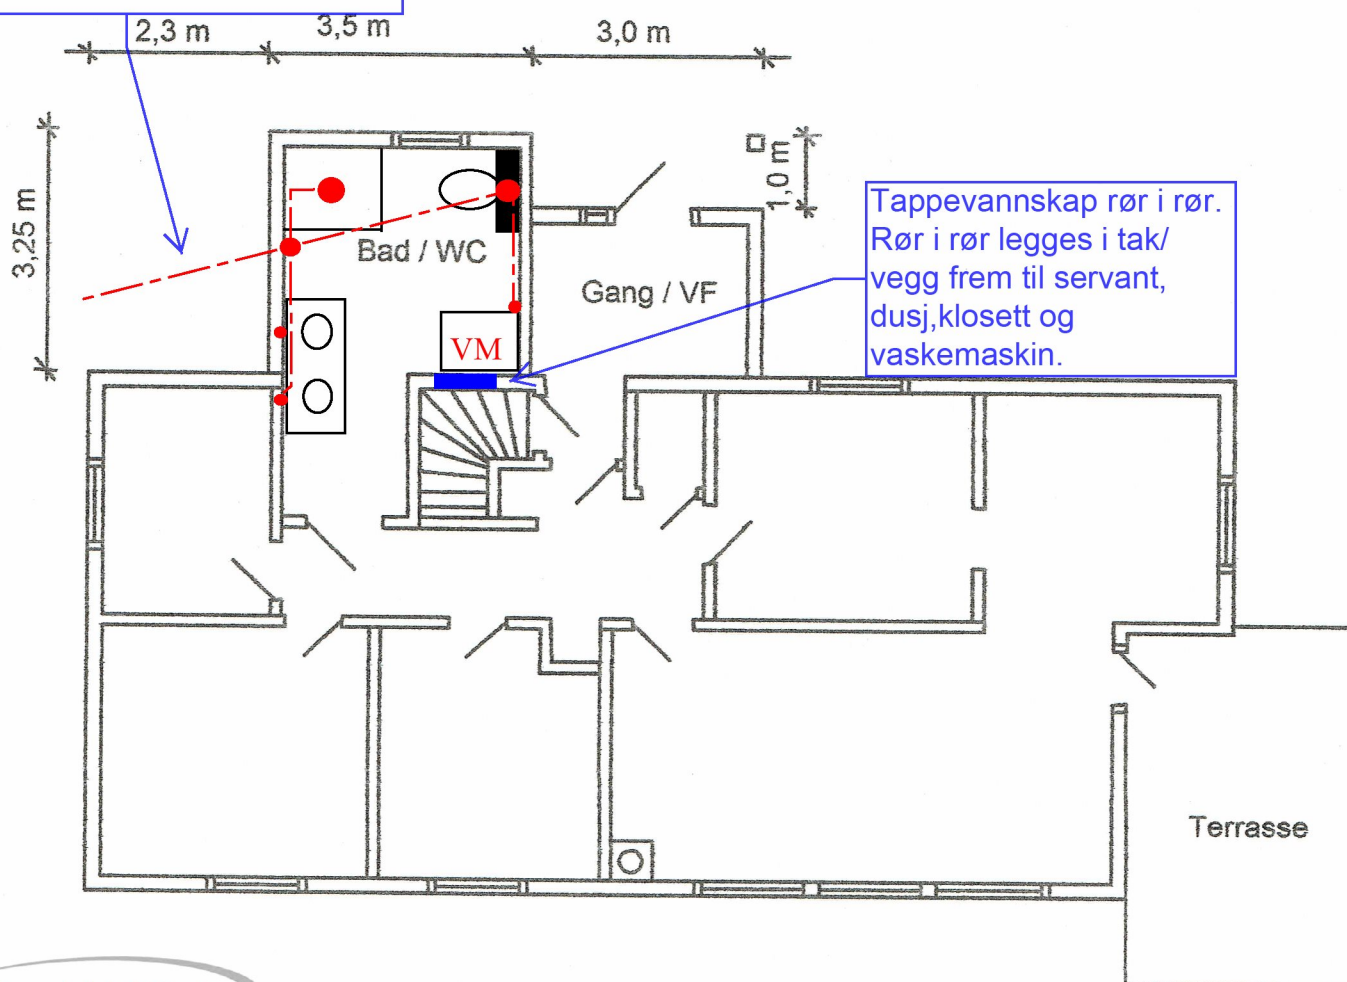 2,3 m
3,5 m
3,0 m
3,25 m
1,0 m
Bad / WC
Gang / VF
VM
Tappevannskap rør i rør.
Rør i rør legges i tak/
vegg frem til servant,
dusj,klosett og
vaskemaskin.
Terrasse